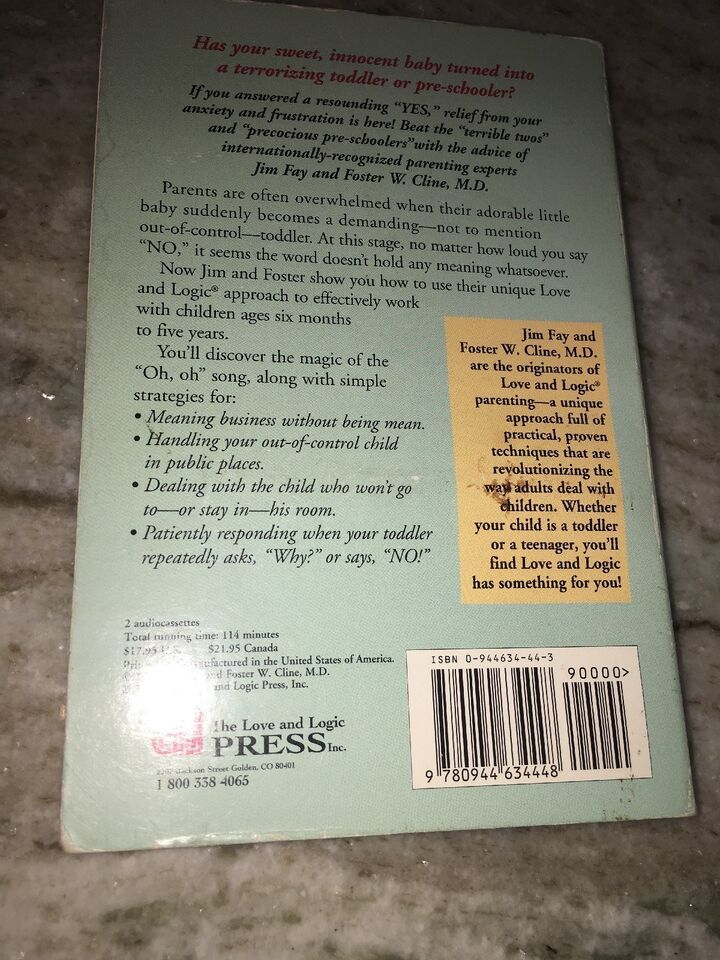 Has your sweet, innocent baby turned into
a terrorizing toddler or pre-schooler?
If you answered a resounding "YES," relief from your
anxiety and frustration is here! Beat the "terrible twos"
and "precocious pre-schoolers"with the advice of
internationally-recognized parenting experts
Jim Fay and Foster W. Cline, M.D.
Parents are often overwhelmed when their adorable little
baby suddenly becomes a demanding—not to mention
out-of-control—toddler. At this stage, no matter how loud you say
"NO," it seems the word doesn't hold any meaning whatsoever.
Now Jim and Foster show you how to use their unique Love
and Logic® approach to effectively work
with children ages six months
to five years.
You'll discover the magic of the
"Oh, oh" song, along with simple
strategies for:
• Meaning business without being mean.
• Handling your out-of-control child
in public places.
• Dealing with the child who won't go
to—or stay in—his room.
• Patiently responding when your toddler
repeatedly asks, "Why?" or says, "NO!"
Jim Fay and
Foster W. Cline, M.D.
are the originators of
Love and Logic®
parenting—a unique
approach full of
practical, proven
techniques that are
revolutionizing the
way adults deal with
children. Whether
your child is a toddler
or a teenager, you'll
find Love and Logic
has something for you!
2 audiocassettes
Total running time: 114 minutes
$17.95 U.S. $21.95 Canada
in the United States of America.
Foster W. Cline, M.D.
and Logic Press, Inc.
The Love and Logic
PRESS Inc.
Jackson Street Golden, CO 80401
1 800 338 4065
ISBN 0-944634-44-3
90000>
9 780944 634448